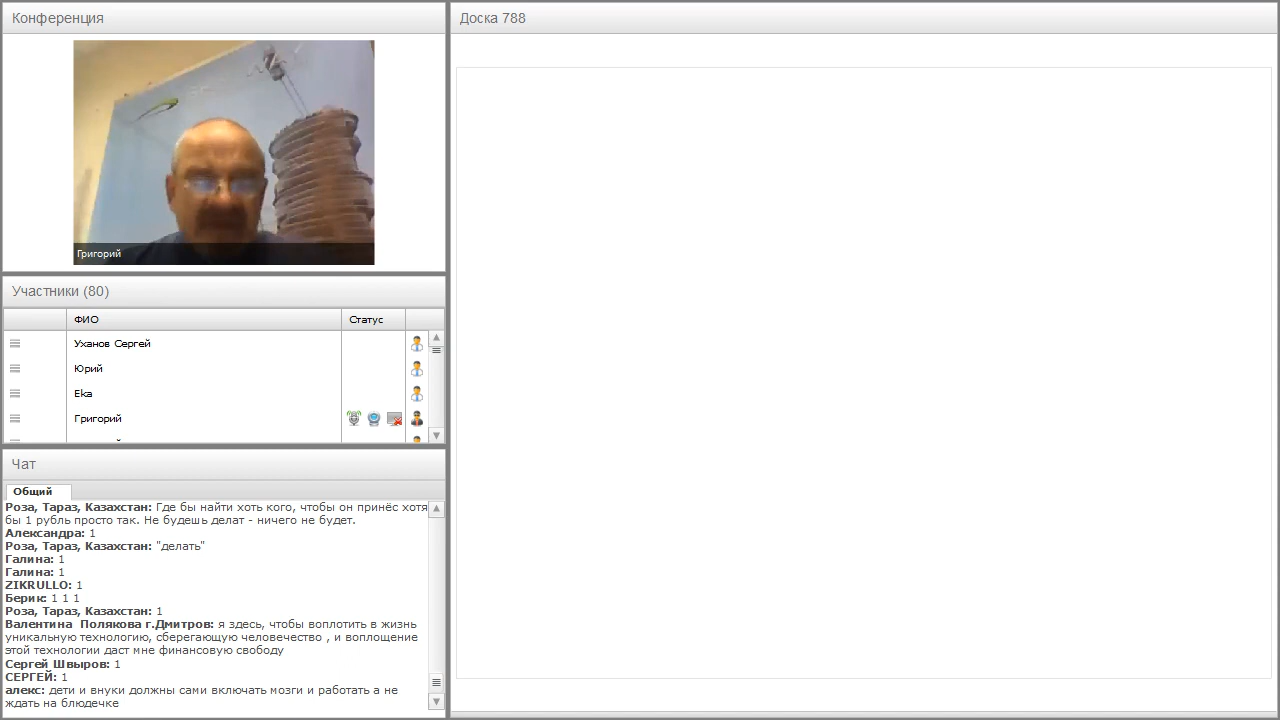 Конференция
Григорий
Участники (80)
ФИО
Статус
Уханов Сергей
Юрий
Eka
Григорий
Чат
Общий
Роза, Тараз, Казахстан: Где бы найти хоть кого, чтобы он принёс хотя
бы 1 рубль просто так. Не будешь делат - ничего не будет.
Александра: 1
Роза, Тараз, Казахстан: "делать"
Галина: 1
Галина: 1
ZIKRULLO: 1
Берик: 1 1 1
Роза, Тараз, Казахстан: 1
Валентина Полякова г.Дмитров: я здесь, чтобы воплотить в жизнь
уникальную технологию, сберегающую человечество , и воплощение
этой технологии даст мне финансовую свободу
Сергей Швыров: 1
СЕРГЕЙ: 1
алекс: дети и внуки должны сами включать мозги и работать а не
ждать на блюдечке
Доска 788